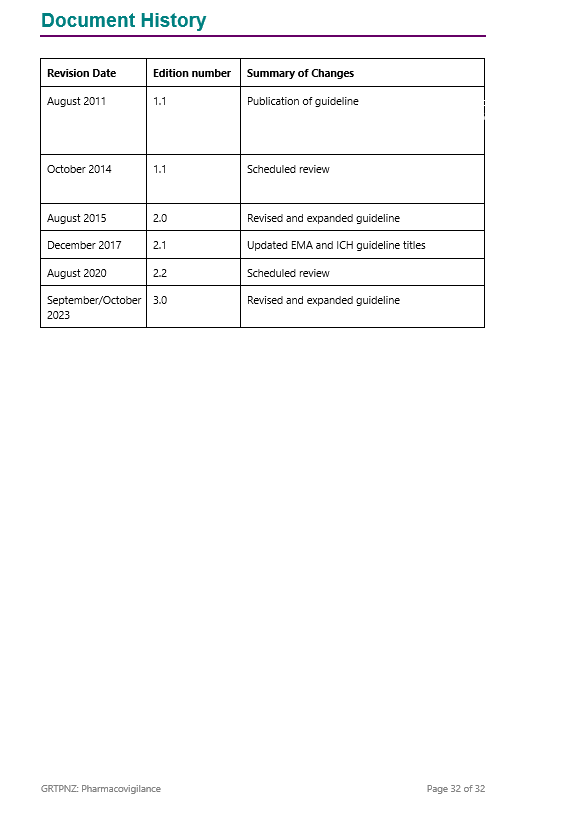 Document History
Revision Date Edition number Summary of Changes
August 2011 1.1 Publication of guideline
October 2014 1.1 Scheduled review
August 2015 2.0 Revised and expanded guideline
December 2017 2.1 Updated EMA and ICH guideline titles
August 2020 2.2 Scheduled review
September/October 3.0 Revised and expanded guideline
2023
GRTPNZ: Pharmacovigilance Page 32 of 32